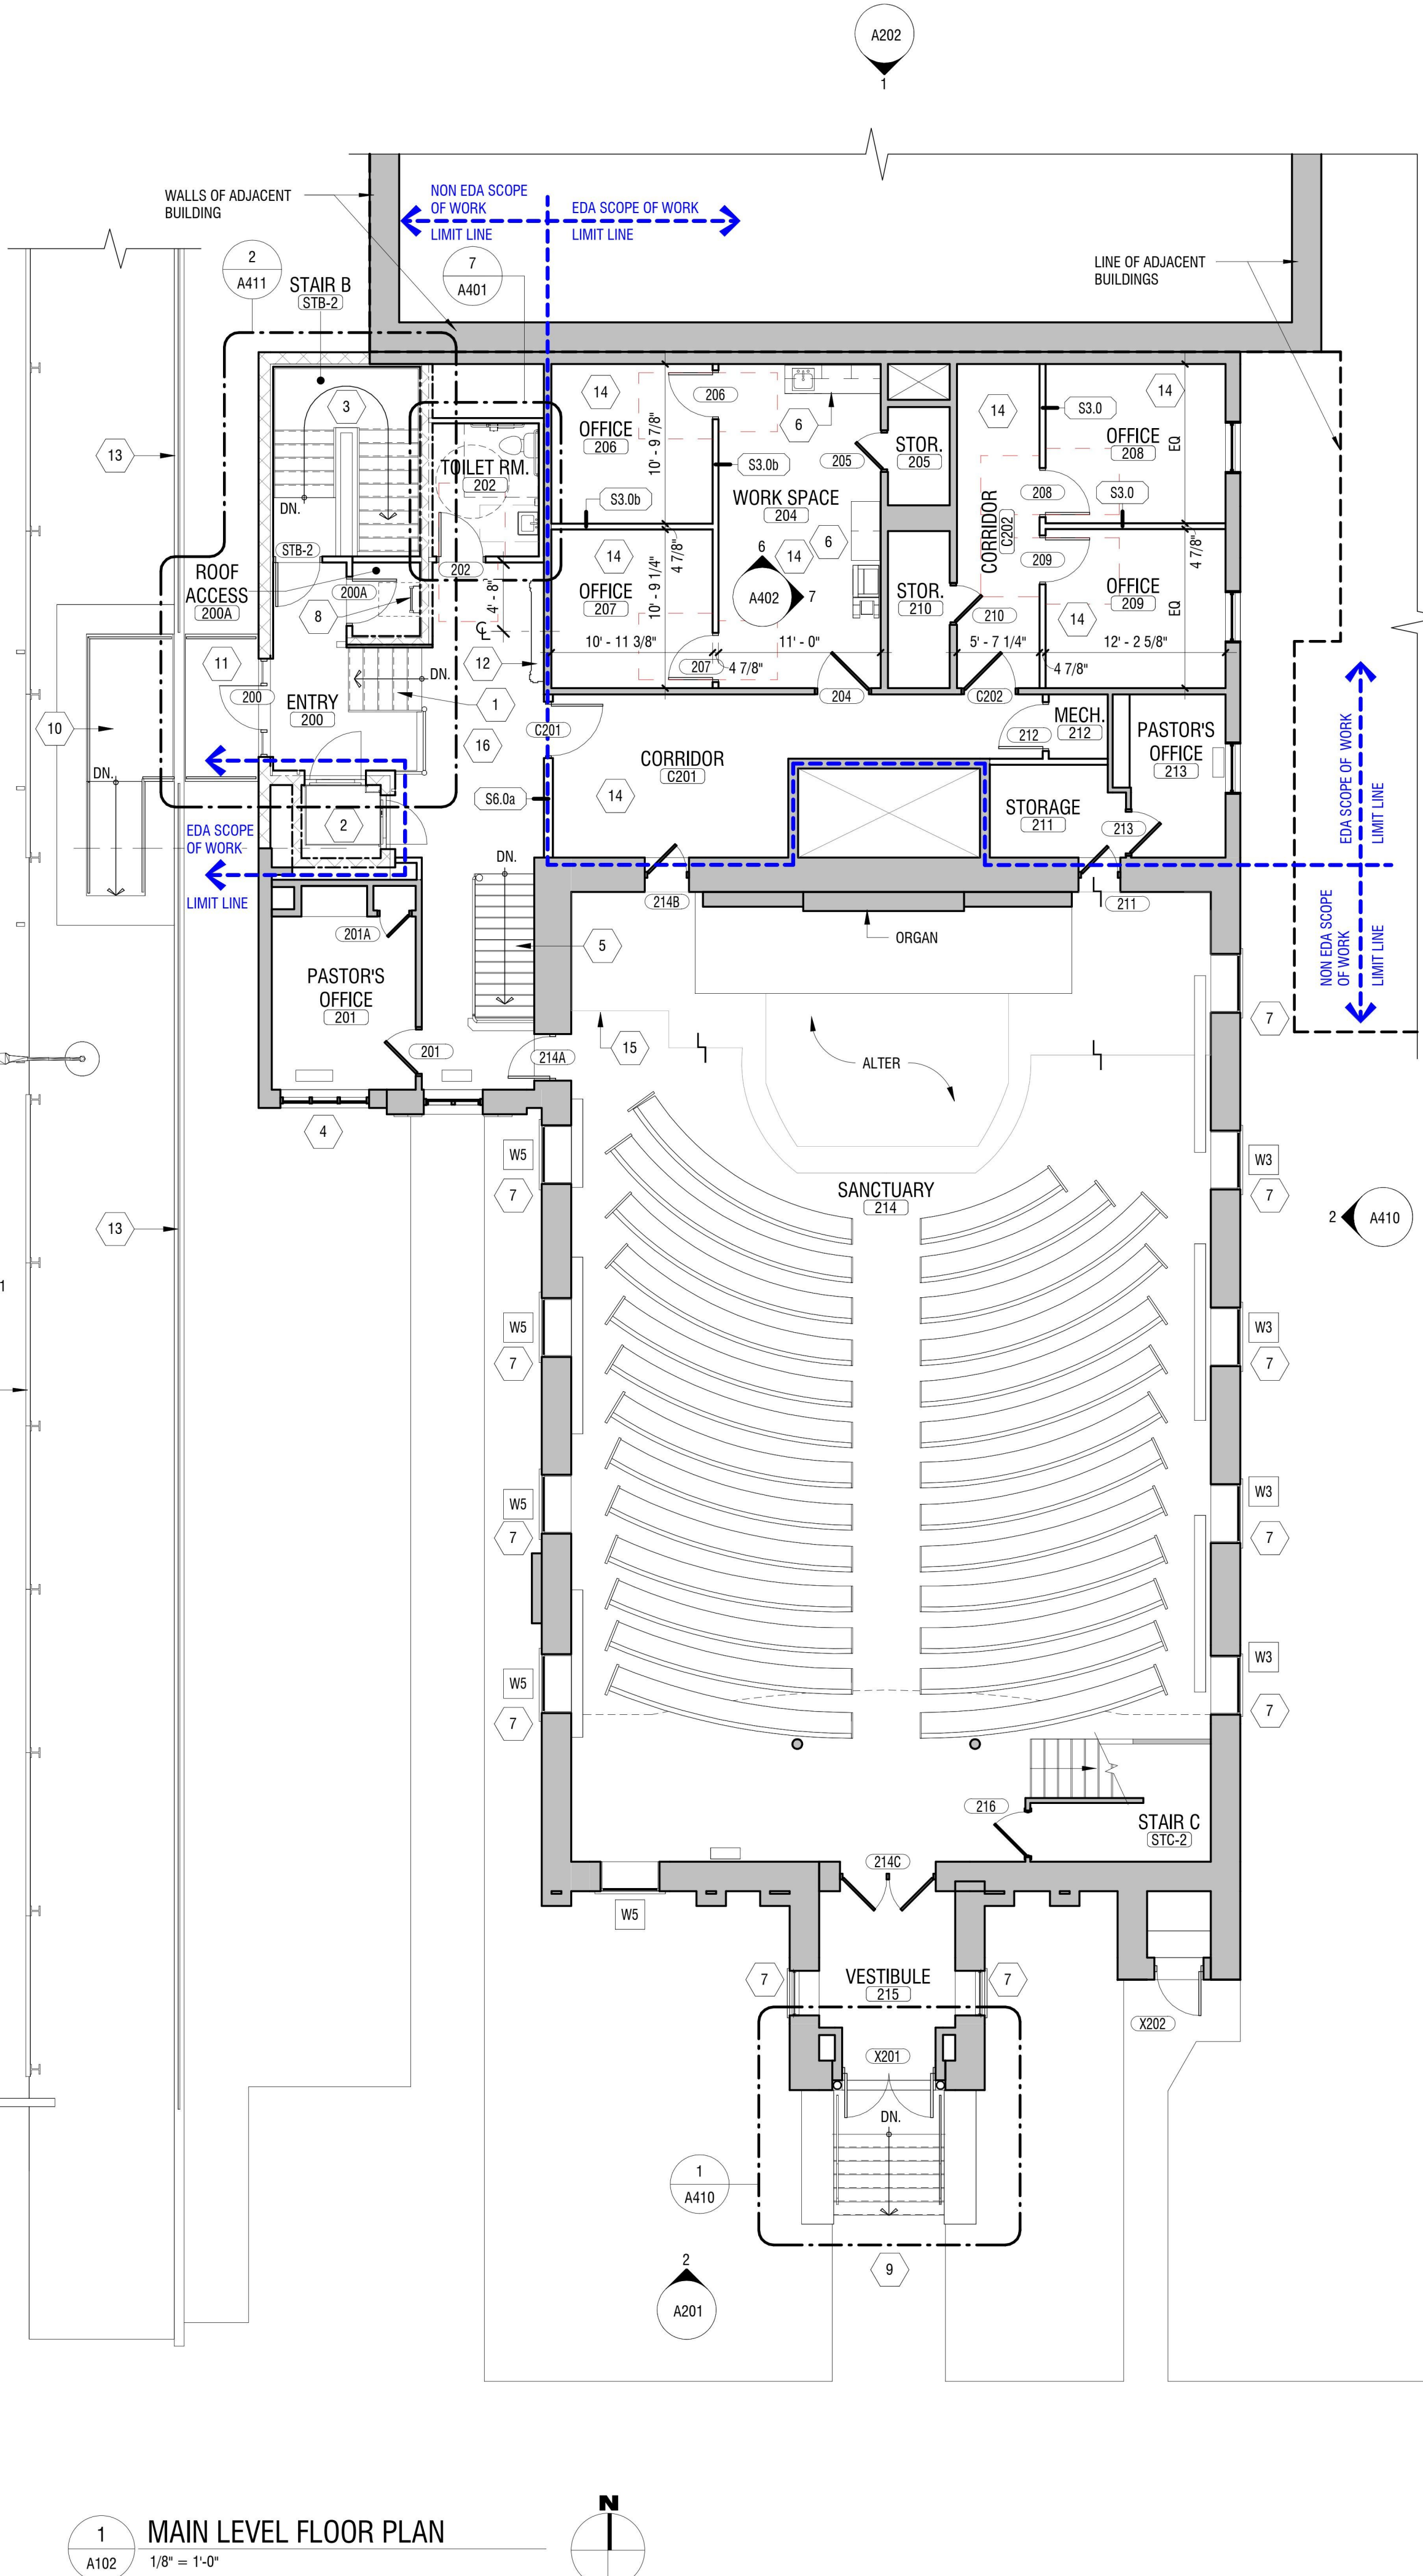 A202
1
WALLS OF ADJACENT
BUILDING
NON EDA SCOPE
OF WORK
LIMIT LINE
EDA SCOPE OF WORK
LIMIT LINE
LINE OF ADJACENT
BUILDINGS
2
A411
STAIR B
STB-2
7
A401
3
DN.
STB-2
13
TOILET RM.
202
202
14
OFFICE
206
10' - 9 7/8"
206
S3.0b
S3.0b
6
WORK SPACE
204
205
STOR.
205
14
CORRIDOR
C202
S3.0
14
OFFICE
208
EQ
208
S3.0
ROOF
ACCESS
200A
200A
8
4' - 8"
CL
14
OFFICE
207
10' - 9 1/4"
4 7/8"
6
6
14
A402
7
STOR.
210
210
209
OFFICE
209
EQ
4 7/8"
14
10' - 11 3/8"
11' - 0"
5' - 7 1/4"
12' - 2 5/8"
207
4 7/8"
4 7/8"
11
200
ENTRY
200
DN.
12
1
16
10
DN.
204
C202
C201
CORRIDOR
C201
14
S6.0a
212
MECH.
212
PASTOR'S
OFFICE
213
STORAGE
211
213
EDA SCOPE OF WORK
LIMIT LINE
NON EDA SCOPE
OF WORK
LIMIT LINE
EDA SCOPE
OF WORK
LIMIT LINE
2
DN.
214B
ORGAN
211
201A
PASTOR'S
OFFICE
201
5
201
214A
15
ALTER
7
4
13
W5
7
SANCTUARY
214
W3
7
2
A410
1
W5
7
W3
7
W5
7
W3
7
W5
7
W3
7
216
STAIR C
STC-2
214C
W5
7
VESTIBULE
215
7
X202
X201
DN.
1
A410
9
2
A201
N
1
A102
MAIN LEVEL FLOOR PLAN
1/8" = 1'-0"